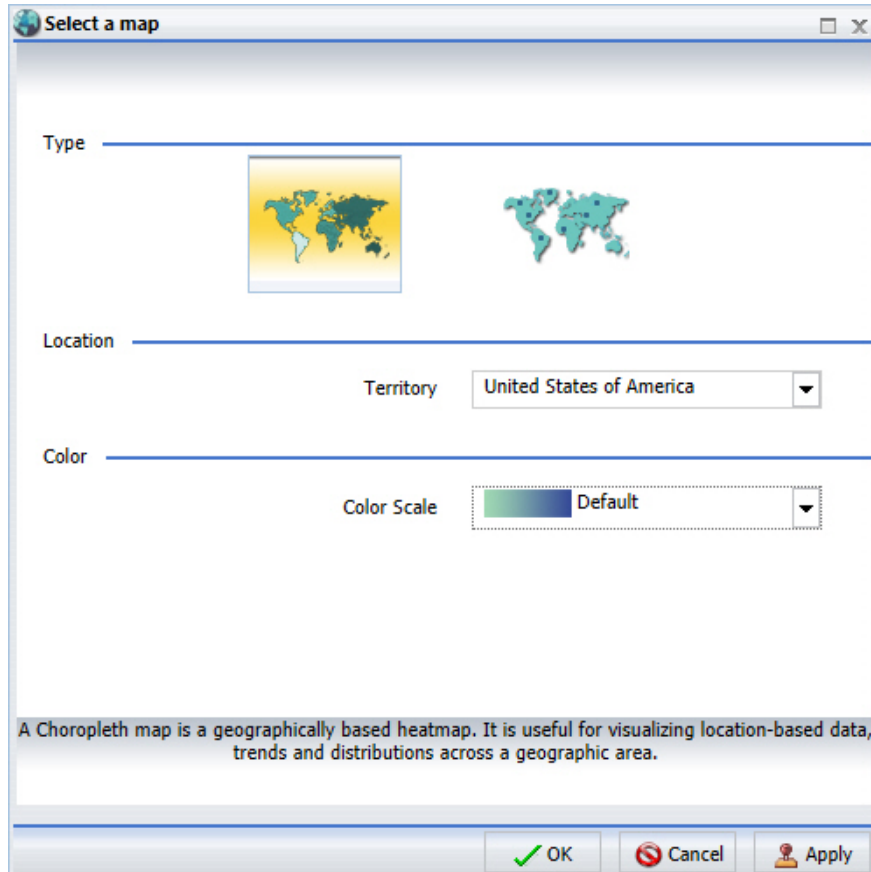 Select a map
Type
Location
Territory United States of America
Color
Color Scale Default
A Choropleth map is a geographically based heatmap. It is useful for visualizing location-based data,
trends and distributions across a geographic area.
OK Cancel Apply